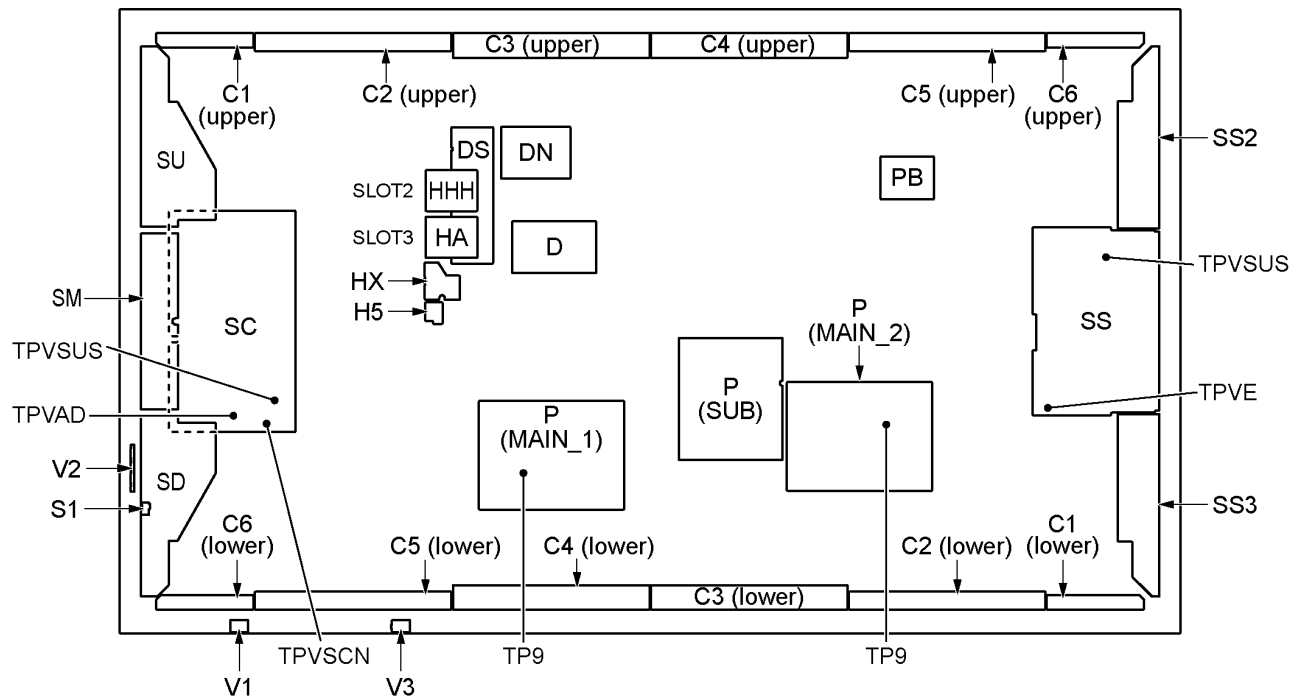 C3 (upper)
C4 (upper)
C1
(upper)
C2 (upper)
C5 (upper)
C6
(upper)
SU
DS
DN
PB
SS2
SLOT2
HHH
SLOT3
HA
D
HX
H5
SM
SC
TPVSUS
TPVAD
V2
S1
SD
P
(MAIN_2)
P
(SUB)
P
(MAIN_1)
SS
TPVSUS
TPVE
SS3
C6
(lower)
C5 (lower)
C4 (lower)
C3 (lower)
C2 (lower)
C1
(lower)
TPVSCN
TP9
TP9
V1
V3